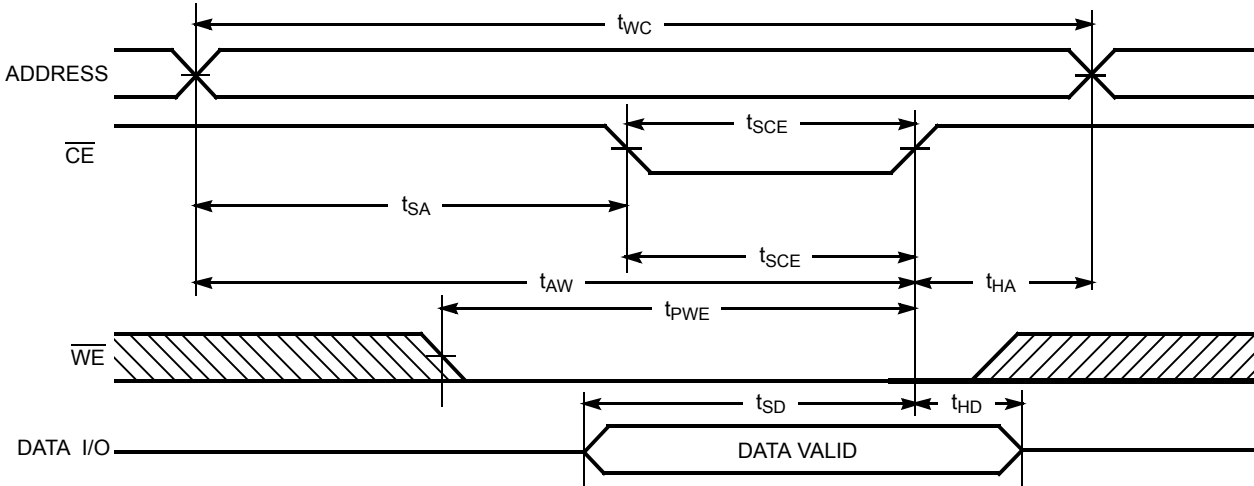 tWC
ADDRESS
tSCE
CE
tSA
tSCE
tAW
tHA
tPWE
WE
tSD
tHD
DATA I/O
DATA VALID